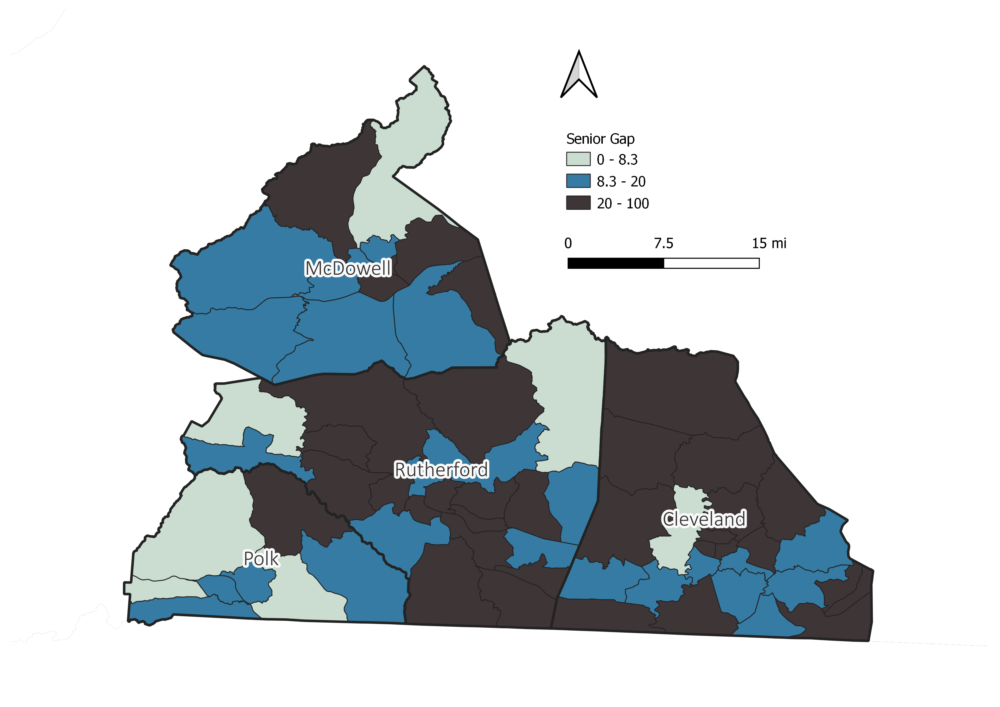 Senior Gap
0 - 8.3
8.3 - 20
20 - 100
0 7.5 15 mi
McDowell
Rutherford
Cleveland
Polk